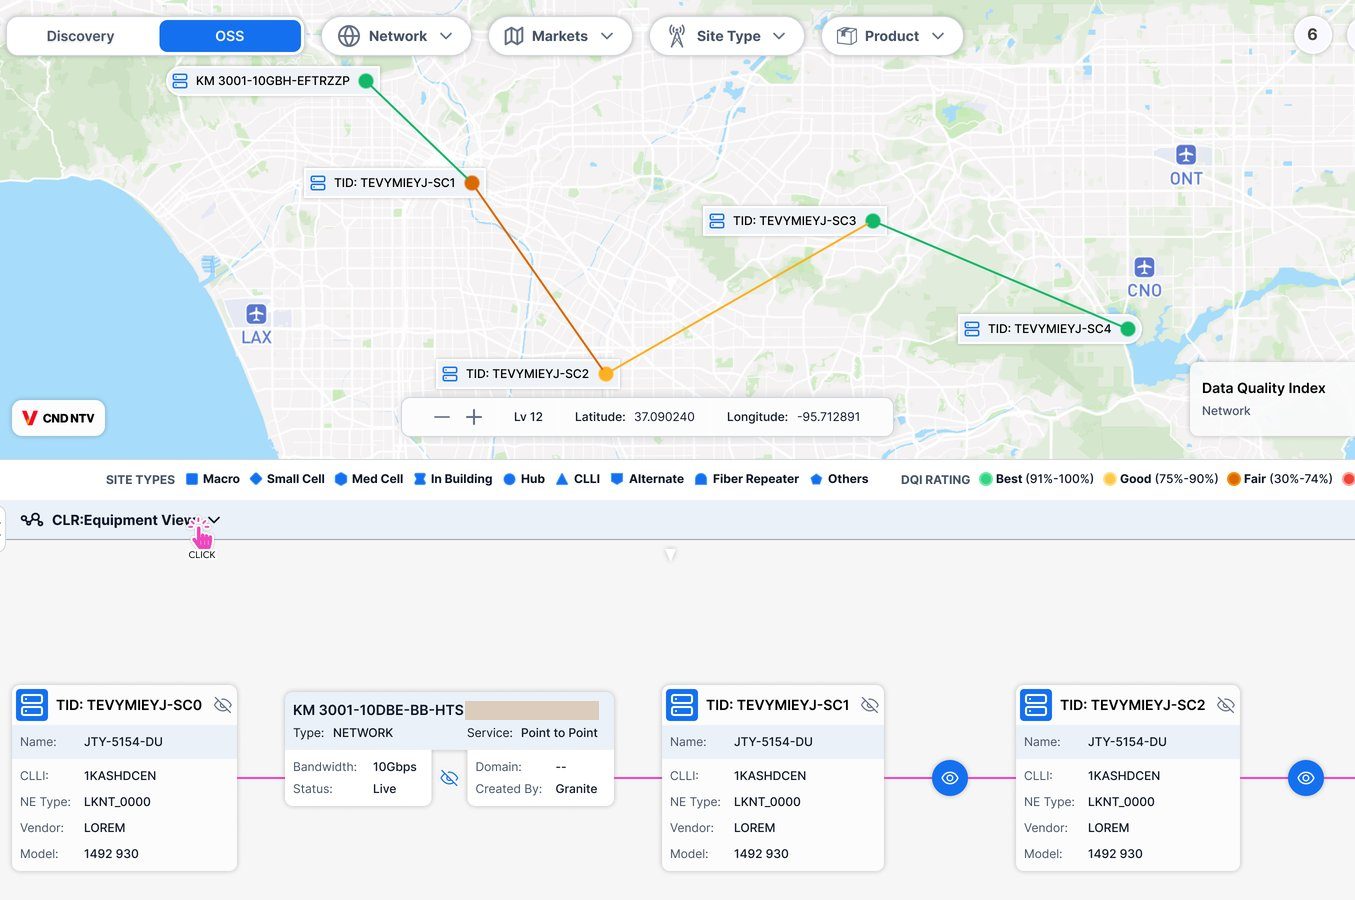 Discovery
OSS
Network
Markets
Site Type
Product
6
KM 3001-10GBH-EFTRZZP
TID: TEVYMIEYJ-SC1
TID: TEVYMIEYJ-SC3
TID: TEVYMIEYJ-SC4
TID: TEVYMIEYJ-SC2
ONT
CNO
LAX
V CND NTV
Lv 12 Latitude: 37.090240 Longitude: -95.712891
Data Quality Index
Network
SITE TYPES Macro Small Cell Med Cell In Building Hub CLLI Alternate Fiber Repeater Others DQI RATING Best (91%-100%) Good (75%-90%) Fair (30%-74%)
CLR:Equipment View
CLICK
TID: TEVYMIEYJ-SC0
Name: JTY-5154-DU
CLLI: 1KASHDCEN
NE Type: LKNT_0000
Vendor: LOREM
Model: 1492 930
KM 3001-10DBE-BB-HTS
Type: NETWORK Service: Point to Point
Bandwidth: 10Gbps
Status: Live
Domain: --
Created By: Granite
TID: TEVYMIEYJ-SC1
Name: JTY-5154-DU
CLLI: 1KASHDCEN
NE Type: LKNT_0000
Vendor: LOREM
Model: 1492 930
TID: TEVYMIEYJ-SC2
Name: JTY-5154-DU
CLLI: 1KASHDCEN
NE Type: LKNT_0000
Vendor: LOREM
Model: 1492 930